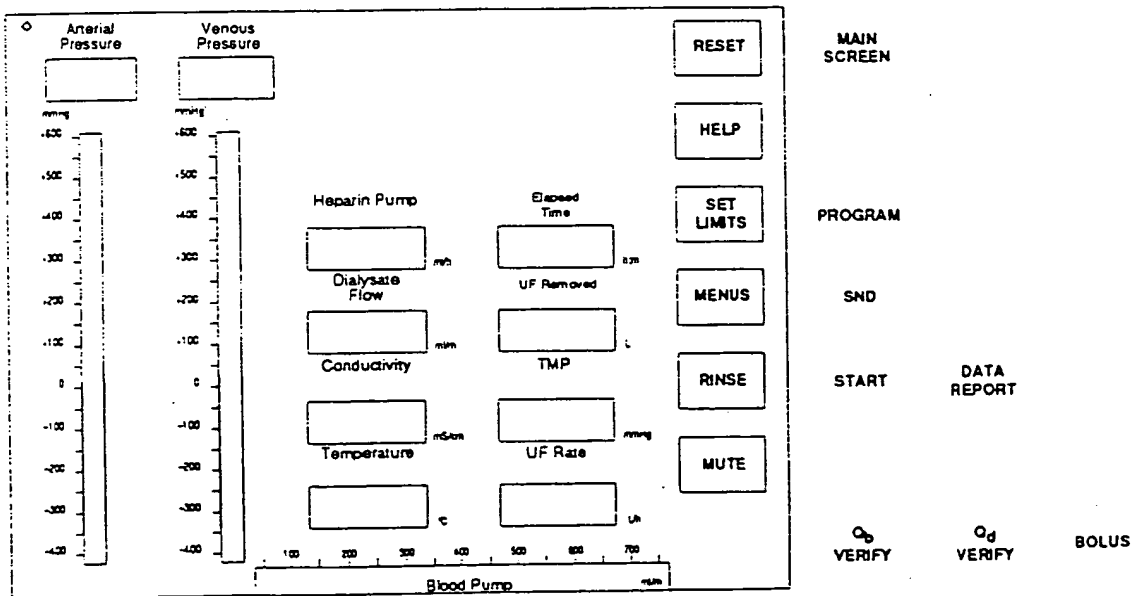 Arterial
Pressure
Venous
Pressure
mmHg
+600
+500
+400
+300
+200
+100
0
-100
-200
-300
-400
mmHg
+600
+500
+400
+300
+200
+100
0
-100
-200
-300
-400
Heparin Pump
Dialysate
Flow
ml/m
Conductivity
mS/cm
Temperature
°C
Elapsed
Time
h:m
UF Removed
L
TMP
mmHg
UF Rate
L/h
100 200 300 400 500 600 700
Blood Pump
RESET
HELP
SET
LIMITS
MENUS
RINSE
MUTE
MAIN
SCREEN
PROGRAM
SND
START
DATA
REPORT
Qb
VERIFY
Qd
VERIFY
BOLUS